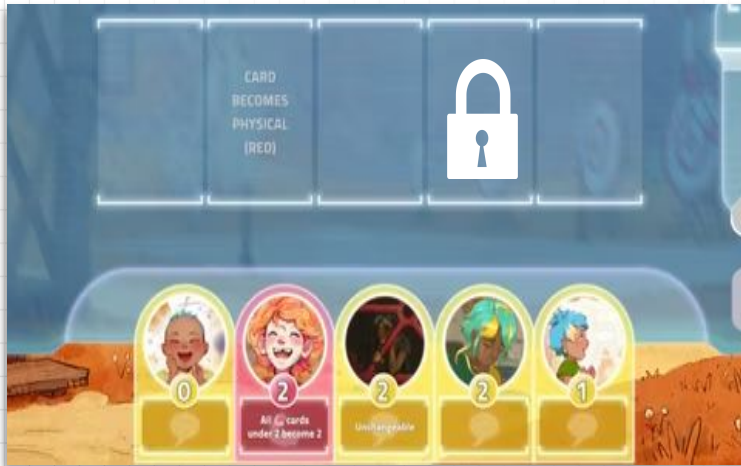 CARD
BECOMES
PHYSICAL
(RED)
0
2
2
2
1
All cards
under 2 become 2
Unchangeable